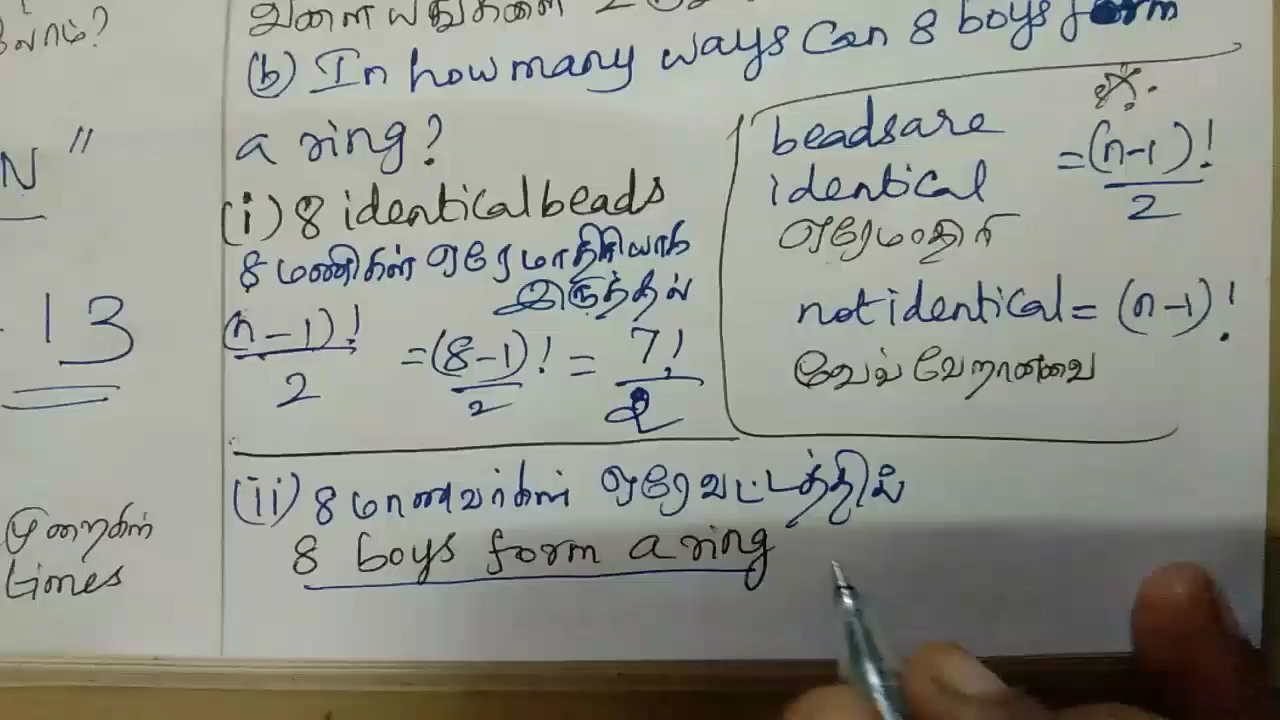 (b) In how many ways can 8 boys form
a ring?
(i) 8 identical beads
8 மணிகள் ஒரேமாதிரியாக
இருந்தல்
(n-1)!/2 = (8-1)!/2 = 7!/2
beads are
identical = (n-1)!/2
ஒரேமாதிரி
not identical = (n-1)!
வேவ்வேறானவை
(ii) 8 மாணவர்கள் ஒரே வட்டத்தில்
8 boys form a ring
N "
13
முறைகள்
times